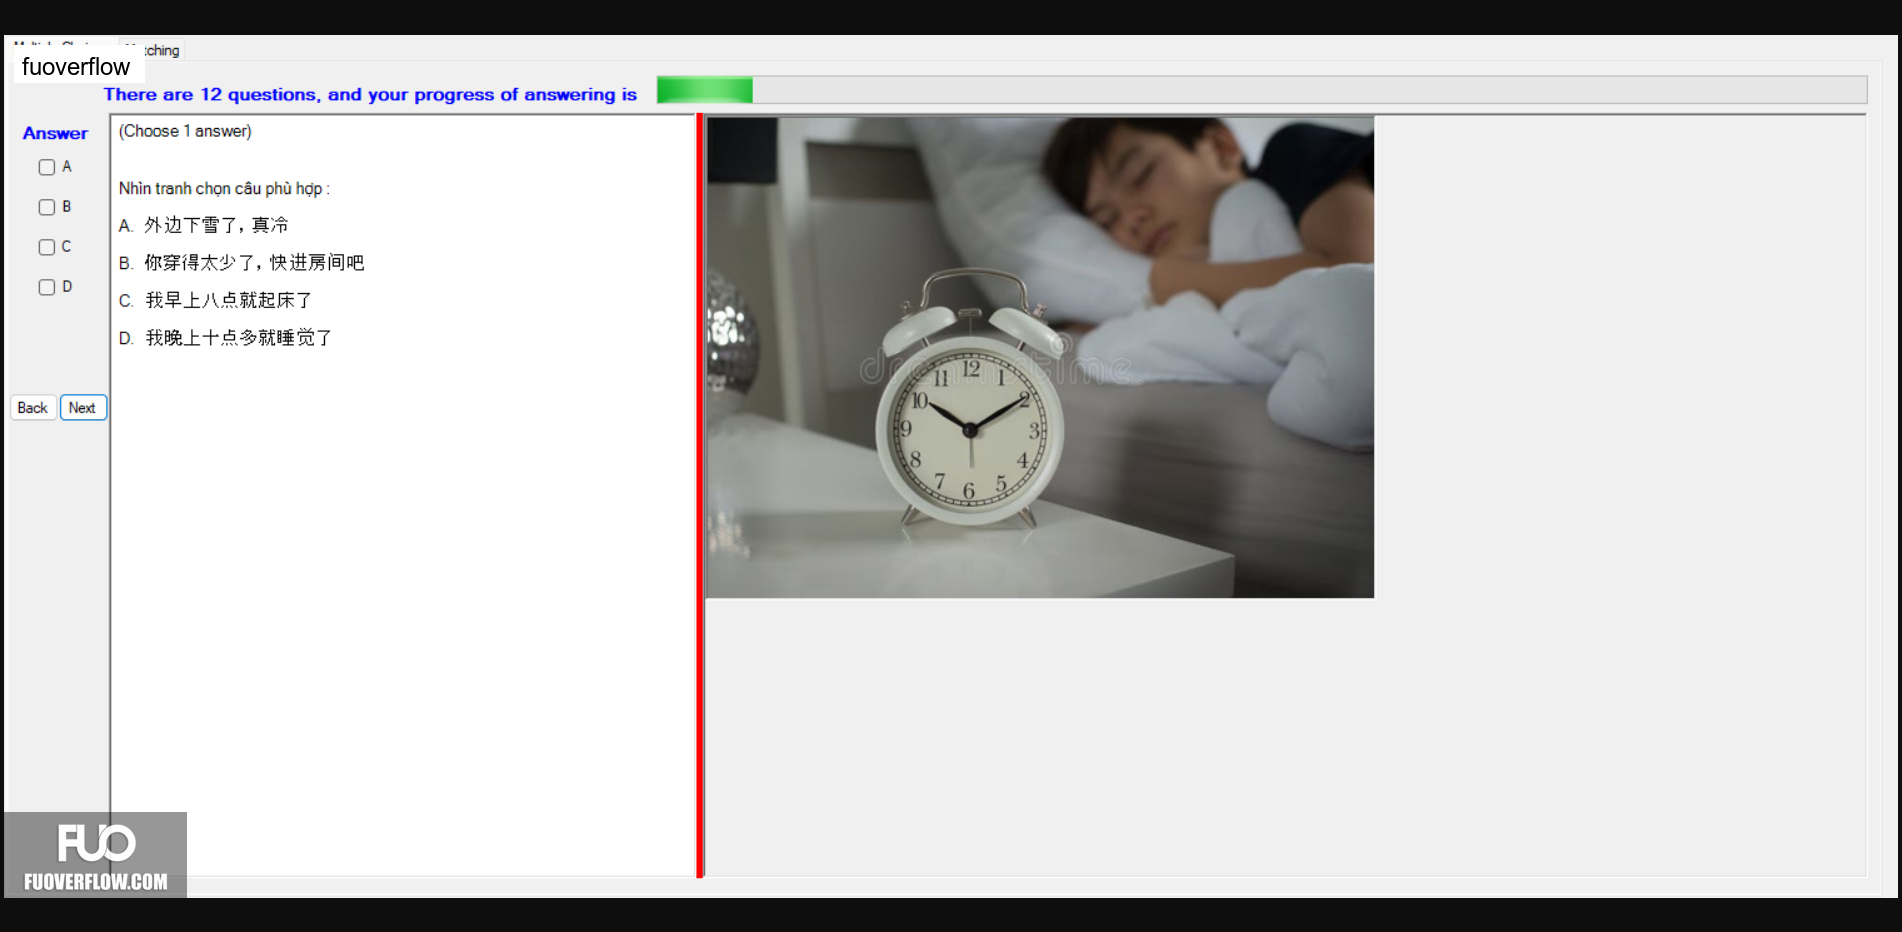 tching
fuoverflow
There are 12 questions, and your progress of answering is
Answer
A
B
C
D
Back
Next
(Choose 1 answer)
Nhìn tranh chọn câu phù hợp :
A. 外边下雪了, 真冷
B. 你穿得太少了, 快进房间吧
C. 我早上八点就起床了
D. 我晚上十点多就睡觉了
12
1
2
3
4
5
6
7
8
9
10
11
dreamstime
FUO
FUOVERFLOW.COM